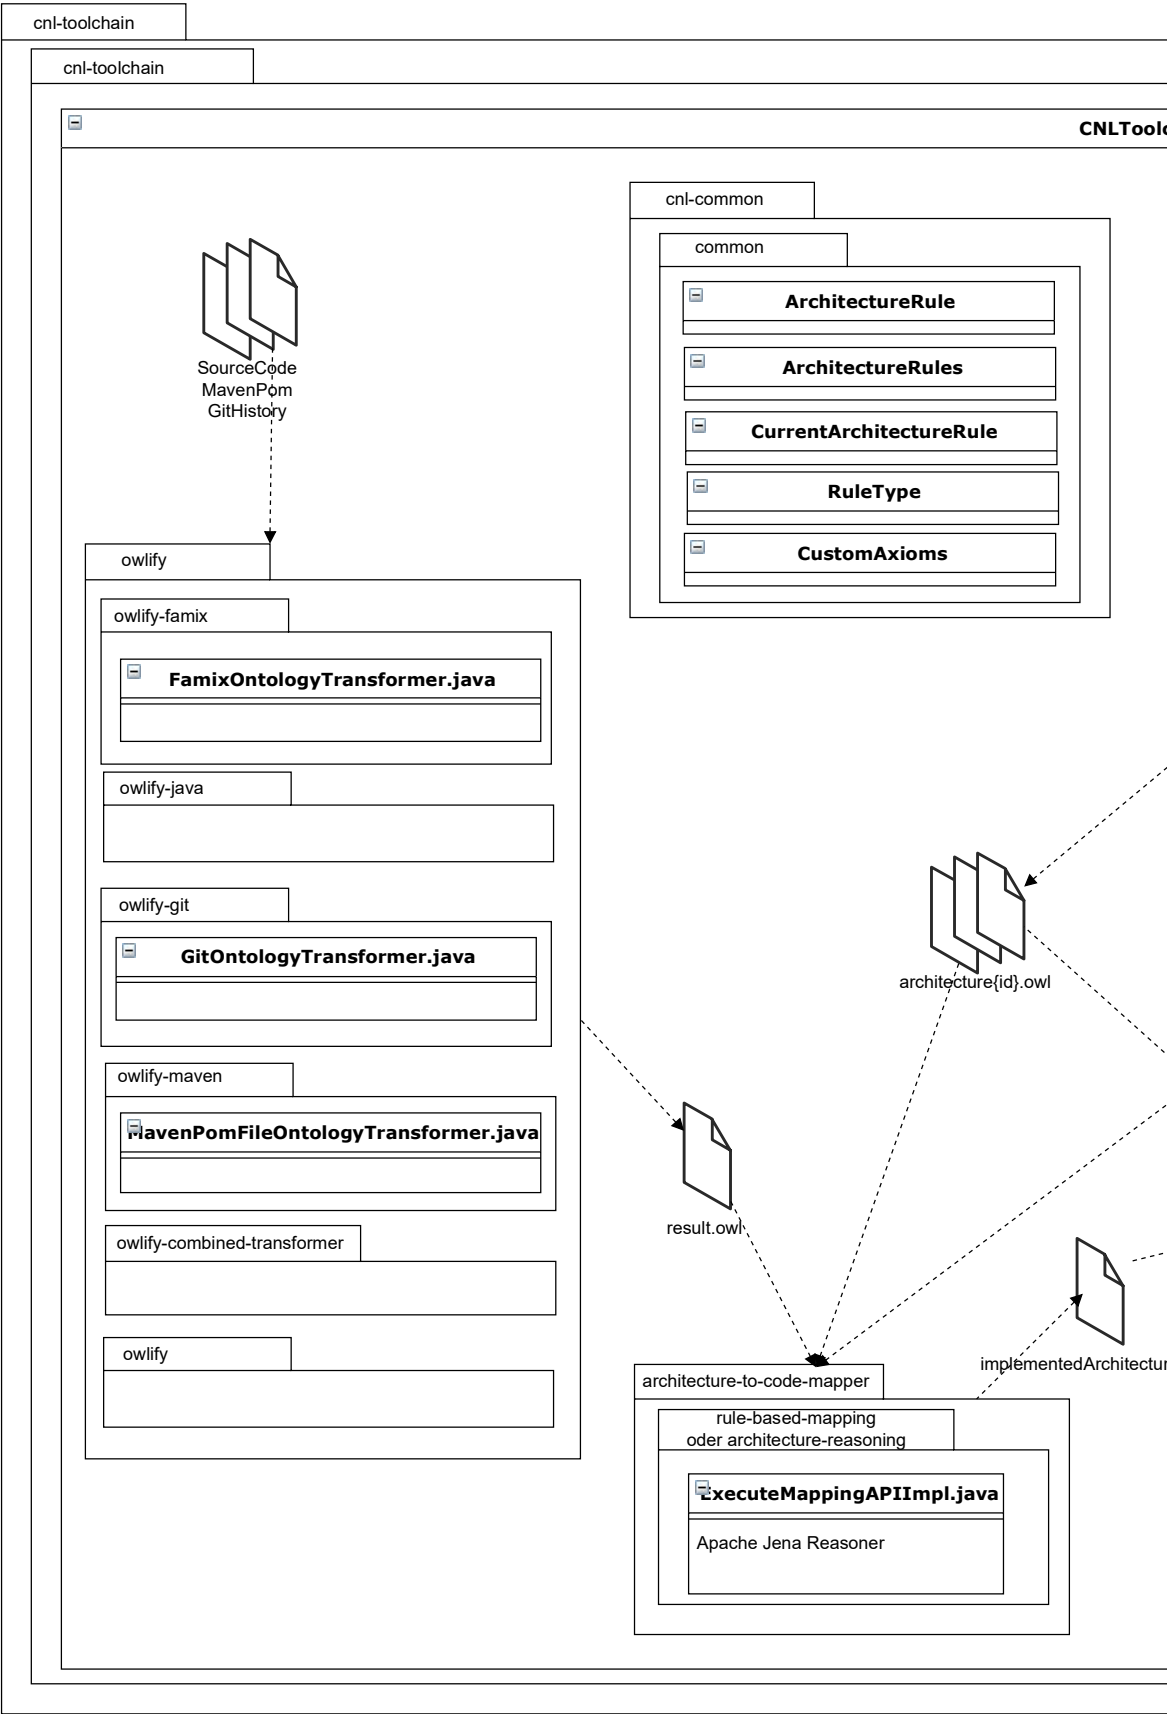 cnl-toolchain
cnl-toolchain
CNLToolc
cnl-common
common
ArchitectureRule
ArchitectureRules
CurrentArchitectureRule
RuleType
CustomAxioms
SourceCode
MavenPom
GitHistory
owlify
owlify-famix
FamixOntologyTransformer.java
owlify-java
owlify-git
GitOntologyTransformer.java
owlify-maven
MavenPomFileOntologyTransformer.java
owlify-combined-transformer
owlify
architecture{id}.owl
result.owl
implementedArchitectur
architecture-to-code-mapper
rule-based-mapping
oder architecture-reasoning
ExecuteMappingAPIImpl.java
Apache Jena Reasoner